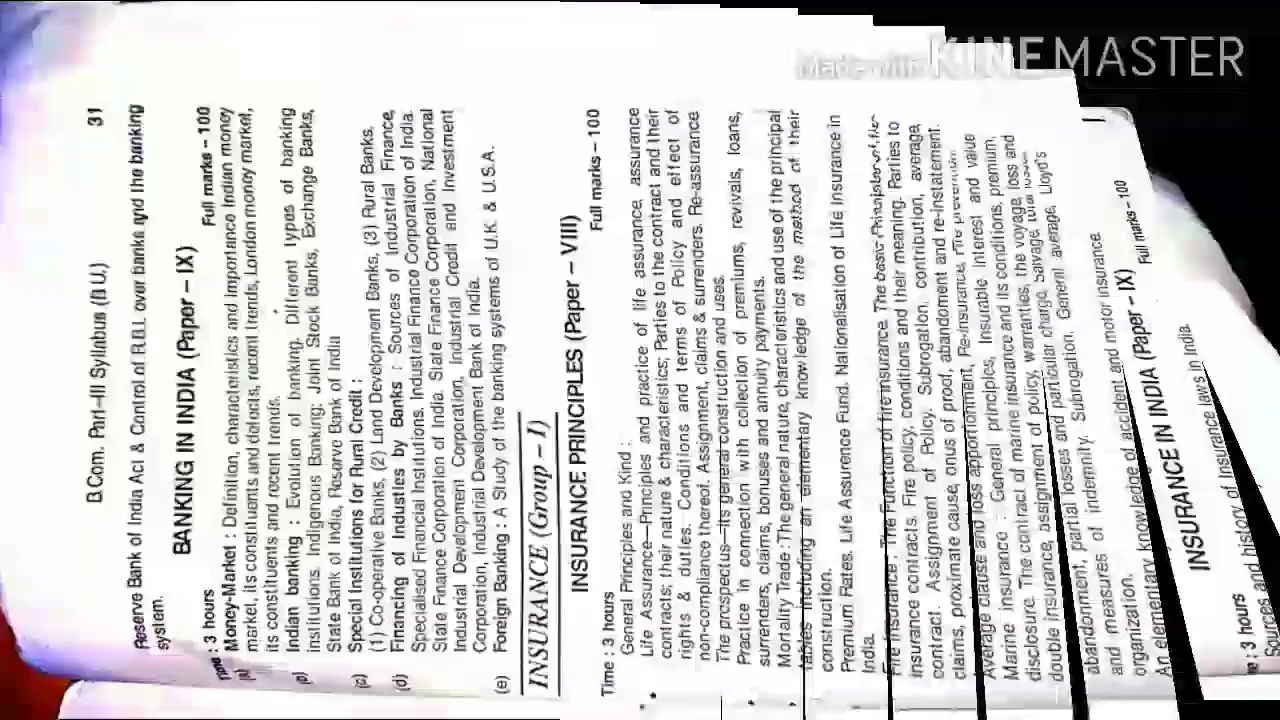 Made with KINEMASTER
B.Com. Part-III Syllabum (B U.) 31
Reserve Bank of India Act & Control of R.B.I. over banks and the banking
system.
BANKING IN INDIA (Paper – IX)
Time : 3 hours Full marks – 100
(a) Money-Market : Definition, characteristics and importance Indian money
market, its constituents and defects, recent trends, London money market,
its constituents and recent trends.
(b) Indian banking : Evolution of banking, Different types of banking
institutions. Indigenous Banking; Joint Stock Banks, Exchange Banks,
State Bank of India, Reserve Bank of India
(c) Special Institutions for Rural Credit :
(1) Co-operative Banks, (2) Land Development Banks, (3) Rural Banks.
(d) Financing of Industies by Banks : Sources of Industrial Finance,
Specialised Financial Institutions. Industrial Finance Corporation of India.
State Finance Corporation of India. State Finance Corporation, National
Industrial Development Corporation, Industrial Credit and Investment
Corporation, Industrial Development Bank of India.
(e) Foreign Banking : A Study of the banking systems of U.K. & U.S.A.
INSURANCE (Group – I)
INSURANCE PRINCIPLES (Paper – VIII)
Time : 3 hours Full marks – 100
General Principles and Kind :
Life Assurance—Principles and practice of life assurance, assurance
contracts; their nature & characteristics; Parties to the contract and their
rights & duties. Conditions and terms of Policy and effect of
non-compliance thereof. Assignment, claims & surrenders. Re-assurance
The prospectus—Its general construction and uses.
Practice in connection with collection of premiums, revivals, loans,
surrenders, claims, bonuses and annuity payments.
Mortality Trade : The general nature, characteristics and use of the principal
tables including an elementary knowledge of the method of their
construction.
Premium Rates. Life Assurence Fund. Nationalisation of Life Insurance in
India.
Fire insurance : The Function of fire insurance The basic Principles of the
insurance contracts. Fire policy, conditions and their meaning. Parties to
contract. Assignment of Policy. Subrogation, contribution, average,
claims, proximate cause, onus of proof, abandonment and re-instatement.
Average clause and loss apportionment, Re-insurance,
Marine insurance : General principles, Insurable Interest and value
disclosure. The contract of marine insurance and its conditions, premium,
double insurance, assignment of policy, warranties, the voyage, loss and
abandonment, partial losses and particular charge, Salvage, total
and measures of indemnity. Subrogation. General average, Lloyd's
organization.
An elementary knowledge of accident and motor insurance
INSURANCE IN INDIA (Paper – IX)
: 3 hours Full marks – 100
Sources and history of Insurance laws in India.